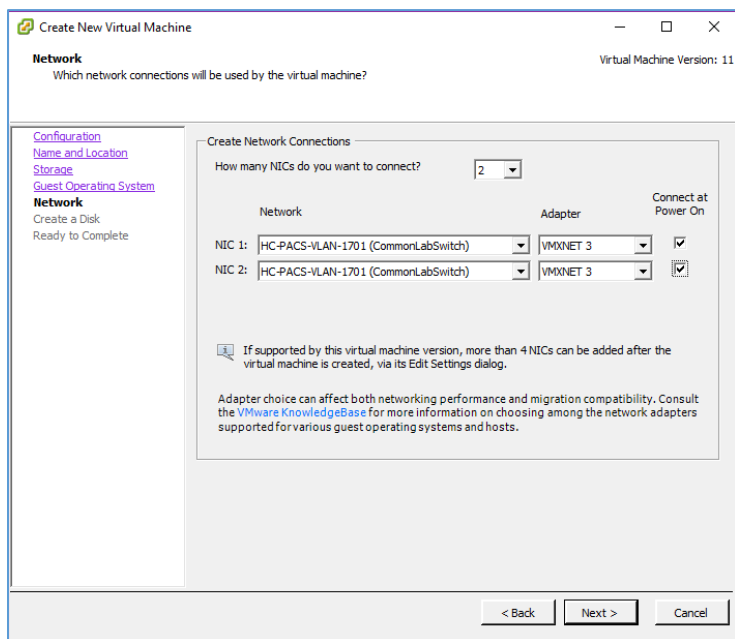 Create New Virtual Machine
Network
Which network connections will be used by the virtual machine?
Virtual Machine Version: 11
Configuration
Name and Location
Storage
Guest Operating System
Network
Create a Disk
Ready to Complete
Create Network Connections
How many NICs do you want to connect?
2
Network
Adapter
Connect at
Power On
NIC 1:
HC-PACS-VLAN-1701 (CommonLabSwitch)
VMXNET 3
NIC 2:
HC-PACS-VLAN-1701 (CommonLabSwitch)
VMXNET 3
If supported by this virtual machine version, more than 4 NICs can be added after the
virtual machine is created, via its Edit Settings dialog.
Adapter choice can affect both networking performance and migration compatibility. Consult
the VMware KnowledgeBase for more information on choosing among the network adapters
supported for various guest operating systems and hosts.
< Back
Next >
Cancel